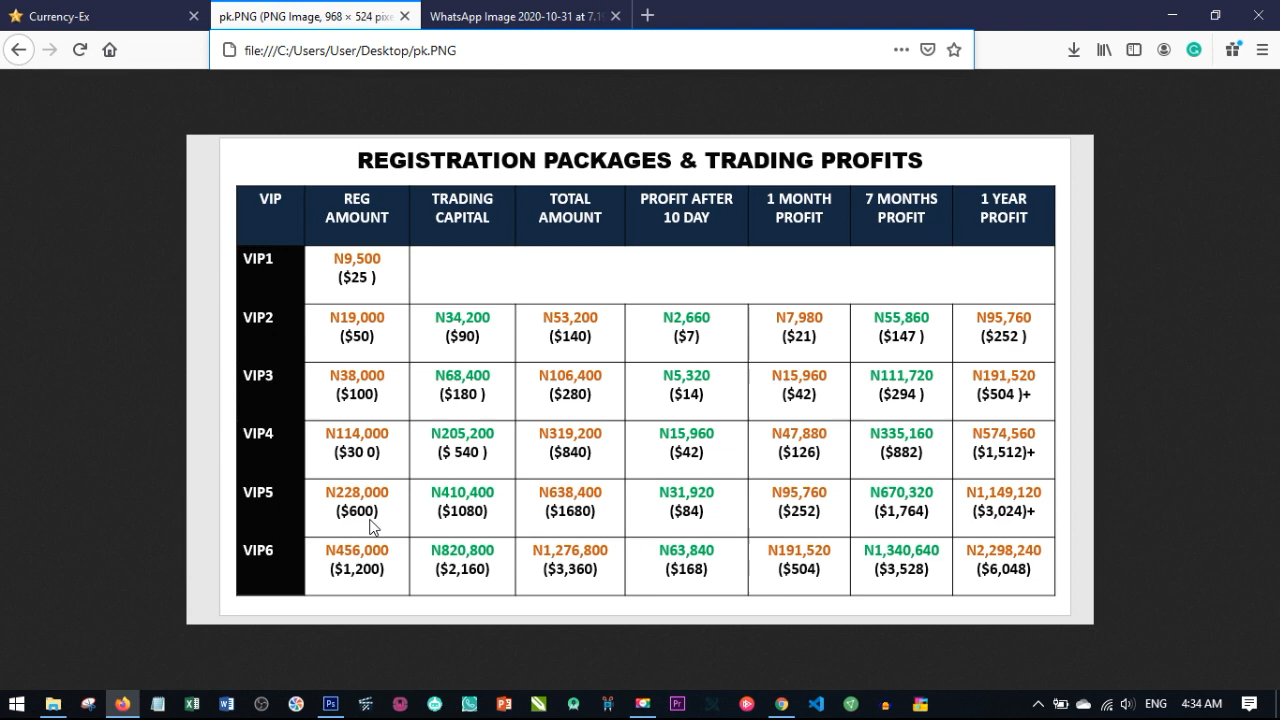 Currency-Ex
pk.PNG (PNG Image, 968 × 524 pixe
WhatsApp Image 2020-10-31 at 7.1
file:///C:/Users/User/Desktop/pk.PNG
REGISTRATION PACKAGES & TRADING PROFITS
VIP REG AMOUNT TRADING CAPITAL TOTAL AMOUNT PROFIT AFTER 10 DAY 1 MONTH PROFIT 7 MONTHS PROFIT 1 YEAR PROFIT
VIP1 N9,500
($25 )
VIP2 N19,000 N34,200 N53,200 N2,660 N7,980 N55,860 N95,760
($50) ($90) ($140) ($7) ($21) ($147 ) ($252 )
VIP3 N38,000 N68,400 N106,400 N5,320 N15,960 N111,720 N191,520
($100) ($180 ) ($280) ($14) ($42) ($294 ) ($504 )+
VIP4 N114,000 N205,200 N319,200 N15,960 N47,880 N335,160 N574,560
($30 0) ($ 540 ) ($840) ($42) ($126) ($882) ($1,512)+
VIP5 N228,000 N410,400 N638,400 N31,920 N95,760 N670,320 N1,149,120
($600) ($1080) ($1680) ($84) ($252) ($1,764) ($3,024)+
VIP6 N456,000 N820,800 N1,276,800 N63,840 N191,520 N1,340,640 N2,298,240
($1,200) ($2,160) ($3,360) ($168) ($504) ($3,528) ($6,048)
ENG 4:34 AM